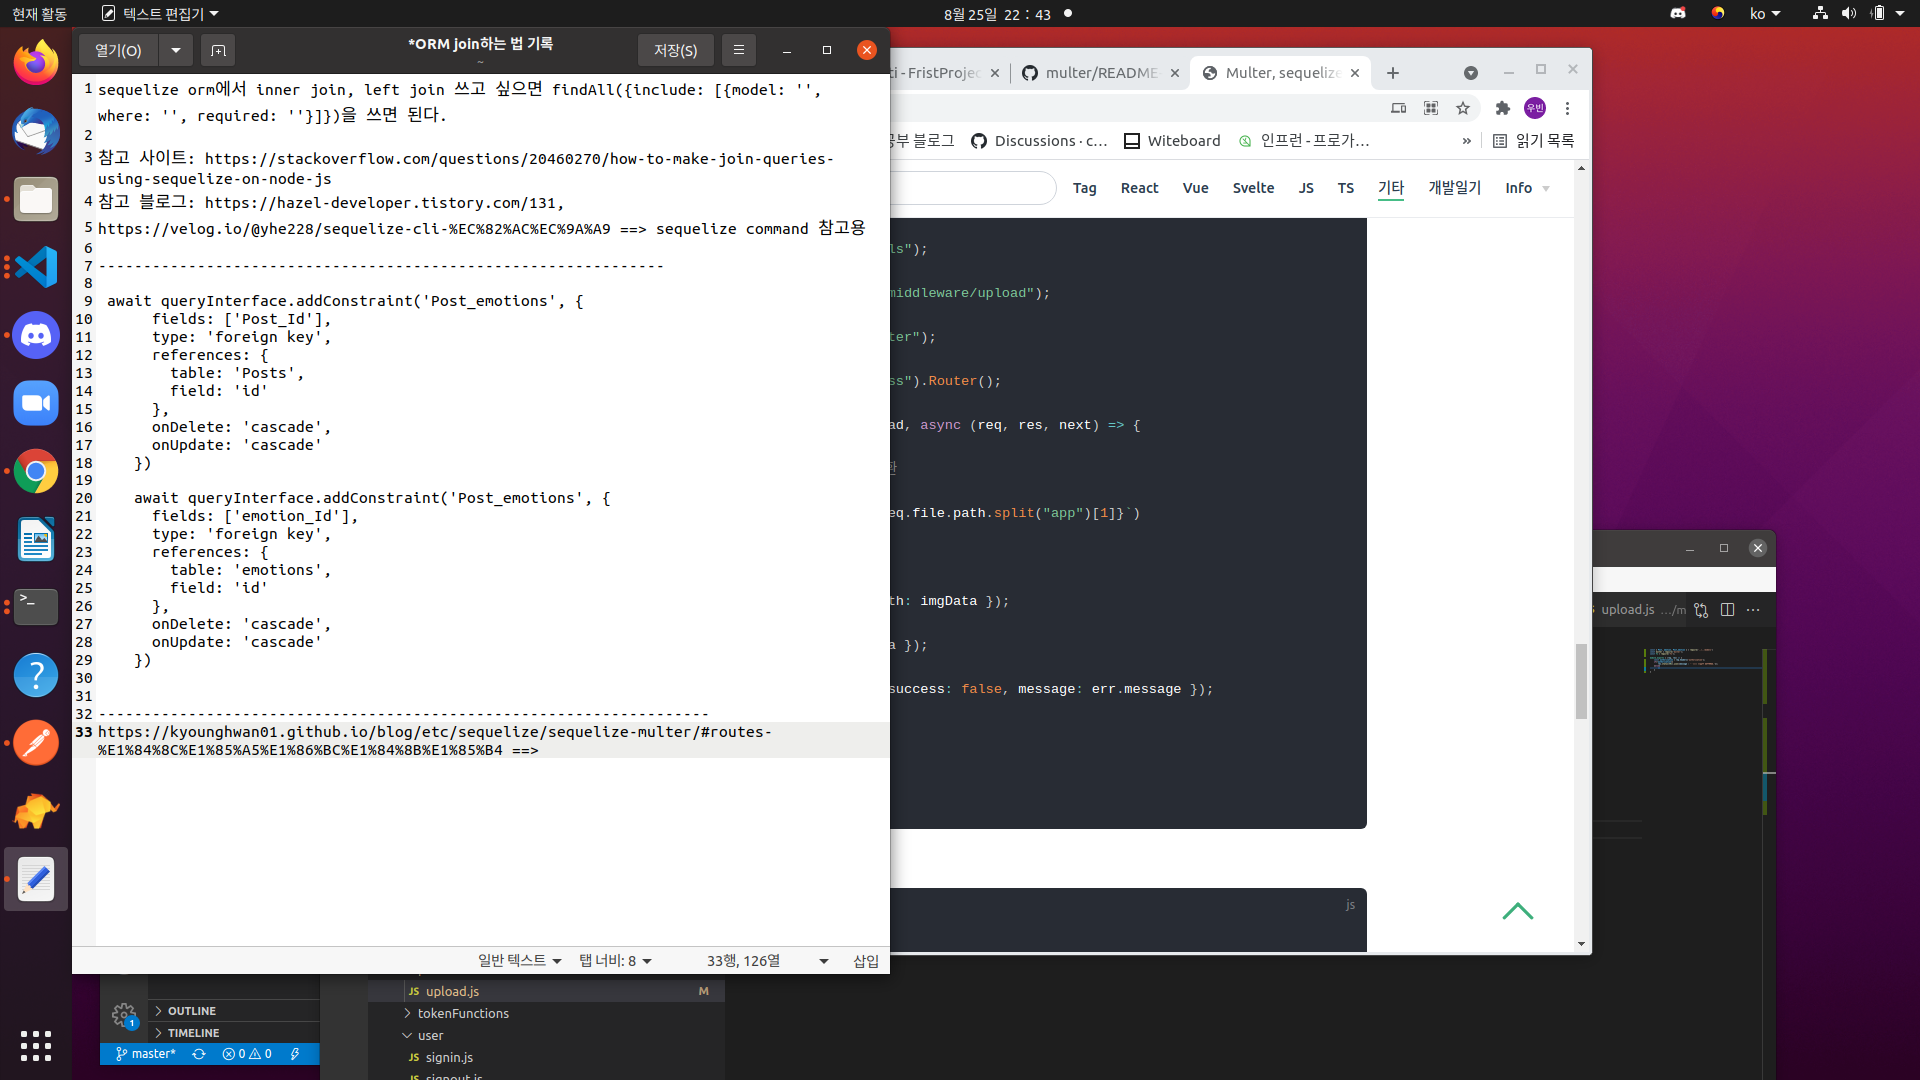 현재 활동
텍스트 편집기
8월 25일 22 : 43
ko
열기(O)
*ORM join하는 법 기록
~
저장(S)
1 sequelize orm에서 inner join, left join 쓰고 싶으면 findAll({include: [{model: '',
where: '', required: ''}]})을 쓰면 된다.
2
3 참고 사이트: https://stackoverflow.com/questions/20460270/how-to-make-join-queries-
using-sequelize-on-node-js
4 참고 블로그: https://hazel-developer.tistory.com/131,
5 https://velog.io/@yhe228/sequelize-cli-%EC%82%AC%EC%9A%A9 ==> sequelize command 참고용
6
7 ---------------------------------------------------------------
8
9 await queryInterface.addConstraint('Post_emotions', {
10 fields: ['Post_Id'],
11 type: 'foreign key',
12 references: {
13 table: 'Posts',
14 field: 'id'
15 },
16 onDelete: 'cascade',
17 onUpdate: 'cascade'
18 })
19
20 await queryInterface.addConstraint('Post_emotions', {
21 fields: ['emotion_Id'],
22 type: 'foreign key',
23 references: {
24 table: 'emotions',
25 field: 'id'
26 },
27 onDelete: 'cascade',
28 onUpdate: 'cascade'
29 })
30
31
32 --------------------------------------------------------------------
33 https://kyounghwan01.github.io/blog/etc/sequelize/sequelize-multer/#routes-
%E1%84%8C%E1%85%A5%E1%86%BC%E1%84%8B%E1%85%B4 ==>
일반 텍스트
탭 너비: 8
33행, 126열
삽입
ti - FristProjec
multer/README
Multer, sequelize
우빈
공부 블로그
Discussions · c…
Witeboard
인프런 - 프로가…
»
읽기 목록
Tag
React
Vue
Svelte
JS
TS
기타
개발일기
Info
ls");
middleware/upload");
ter");
ss").Router();
ad, async (req, res, next) => {
eq.file.path.split("app")[1]}`)
th: imgData });
a });
success: false, message: err.message });
js
upload.js …/m
JS upload.js M
tokenFunctions
user
JS signin.js
JS signout.js
OUTLINE
TIMELINE
1
master*
0
0